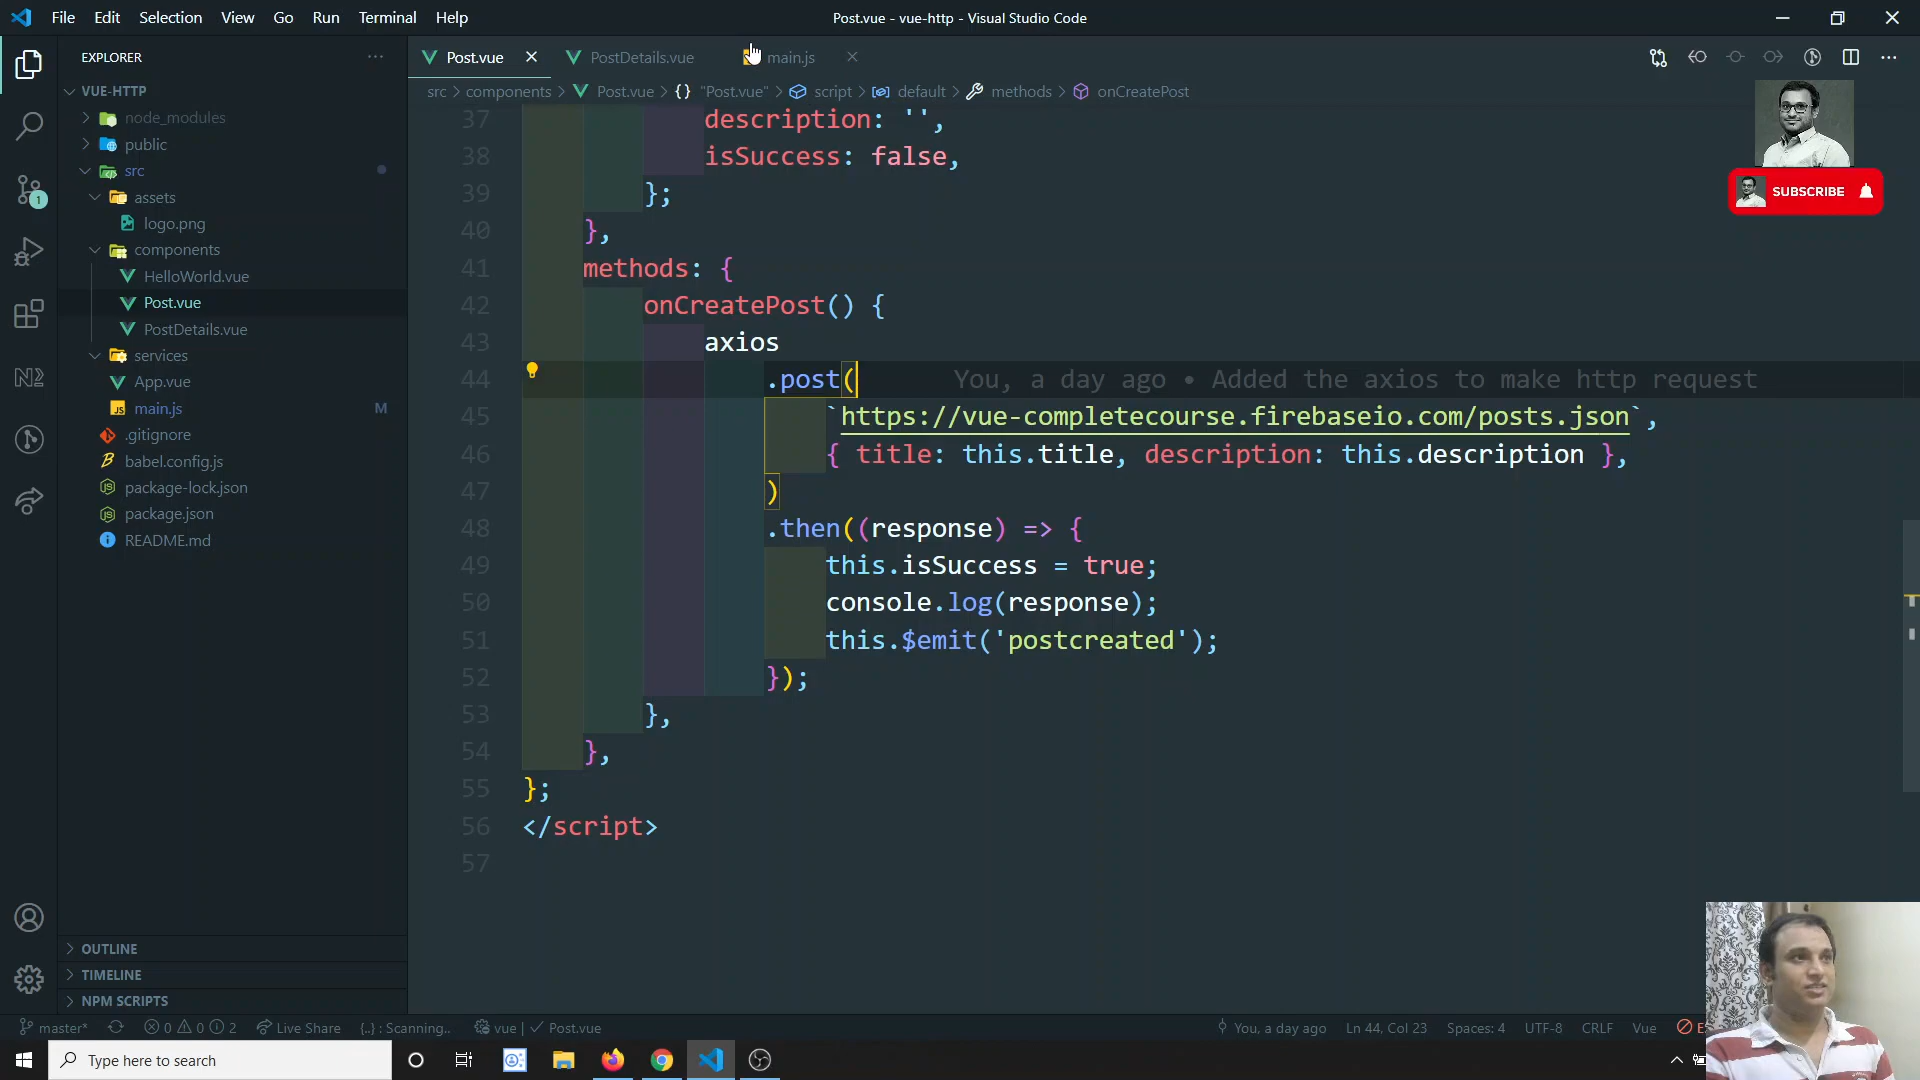 File Edit Selection View Go Run Terminal Help
Post.vue - vue-http - Visual Studio Code
EXPLORER
Post.vue
PostDetails.vue
main.js
src > components > Post.vue > {} "Post.vue" > script > default > methods > onCreatePost
VUE-HTTP
node_modules
public
src
assets
logo.png
components
HelloWorld.vue
Post.vue
PostDetails.vue
services
App.vue
main.js M
.gitignore
babel.config.js
package-lock.json
package.json
README.md
OUTLINE
TIMELINE
NPM SCRIPTS
1
37 description: '',
38 isSuccess: false,
39 };
40 },
41 methods: {
42 onCreatePost() {
43 axios
44 .post( You, a day ago • Added the axios to make http request
45 `https://vue-completecourse.firebaseio.com/posts.json`,
46 { title: this.title, description: this.description },
47 )
48 .then((response) => {
49 this.isSuccess = true;
50 console.log(response);
51 this.$emit('postcreated');
52 });
53 },
54 },
55 };
56 </script>
57
SUBSCRIBE
master* 0 0 2 Live Share {..} : Scanning.. vue | ✓ Post.vue
You, a day ago Ln 44, Col 23 Spaces: 4 UTF-8 CRLF Vue
Type here to search